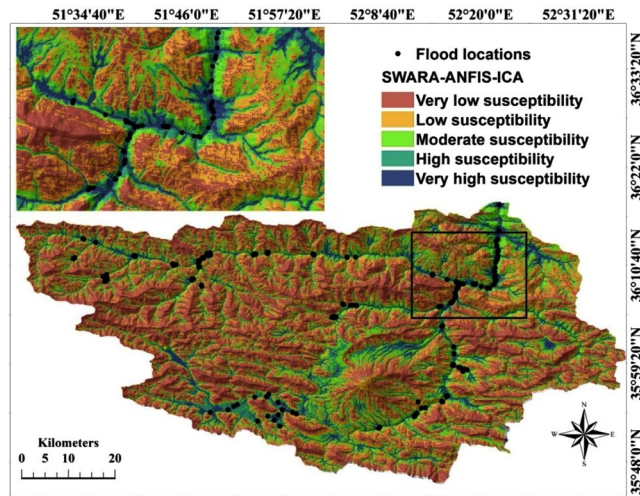 51°34'40"E 51°46'0"E 51°57'20"E 52°8'40"E 52°20'0"E 52°31'20"E
Flood locations
SWARA-ANFIS-ICA
Very low susceptibility
Low susceptibility
Moderate susceptibility
High susceptibility
Very high susceptibility
36°33'20"N
36°22'0"N
36°10'40"N
35°59'20"N
35°48'0"N
Kilometers
0 5 10 20
N
W E
S